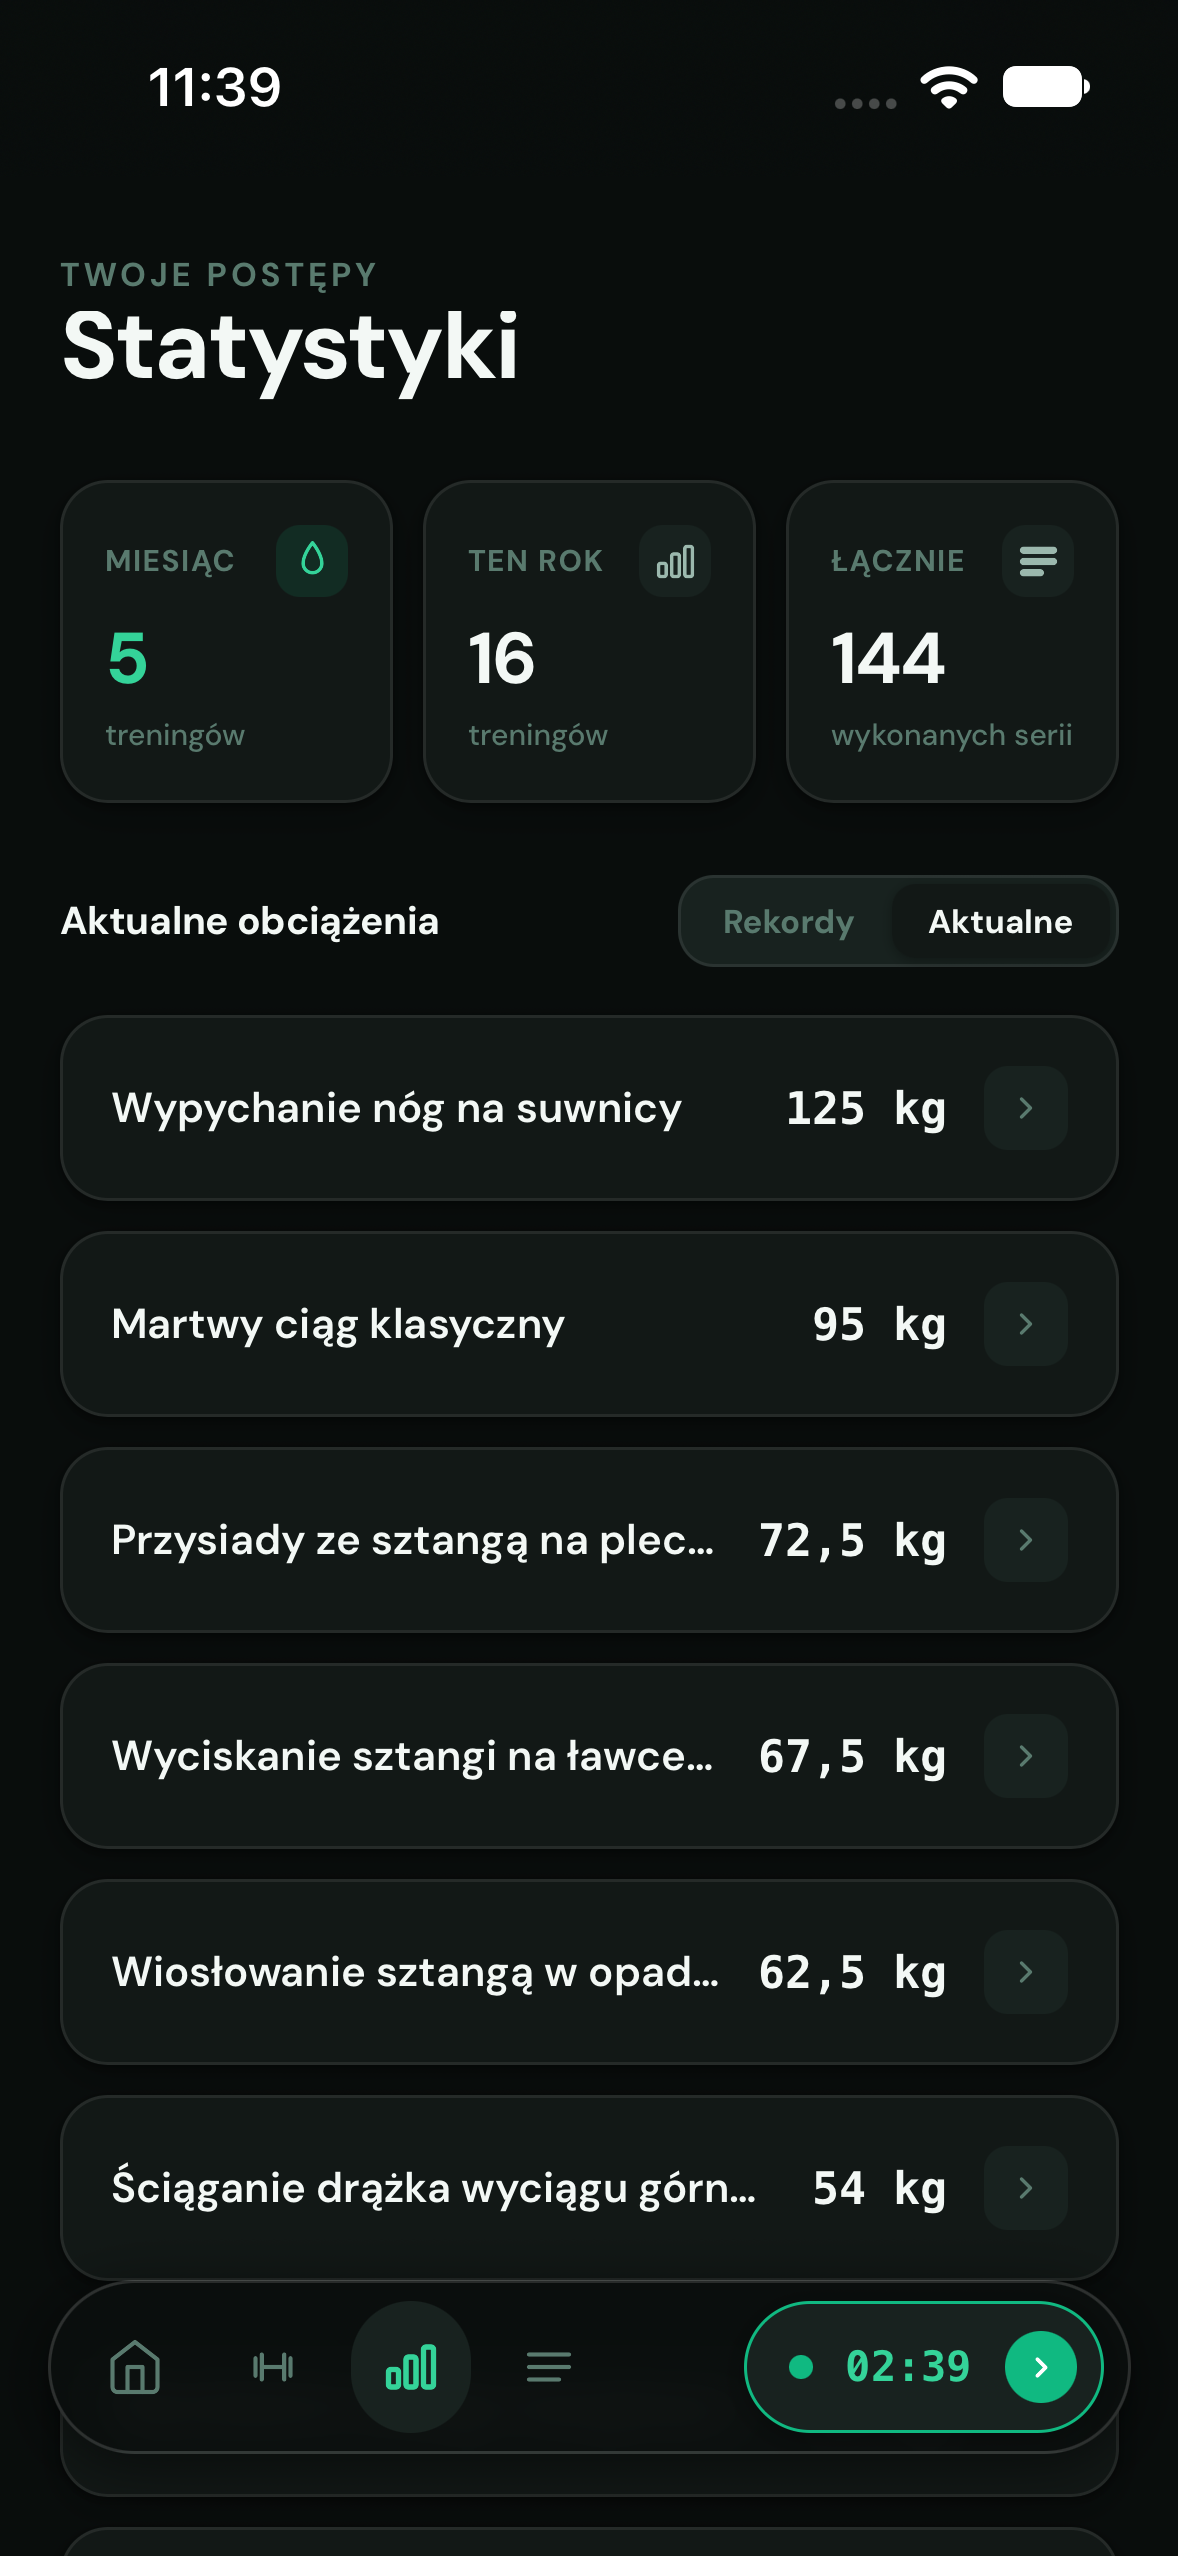 11:39
TWOJE POSTĘPY
Statystyki
MIESIĄC
5
treningów
TEN ROK
16
treningów
ŁĄCZNIE
144
wykonanych serii
Aktualne obciążenia
Rekordy
Aktualne
Wypychanie nóg na suwnicy 125 kg
Martwy ciąg klasyczny 95 kg
Przysiady ze sztangą na plec... 72,5 kg
Wyciskanie sztangi na ławce... 67,5 kg
Wiosłowanie sztangą w opad... 62,5 kg
Ściąganie drążka wyciągu górn... 54 kg
02:39